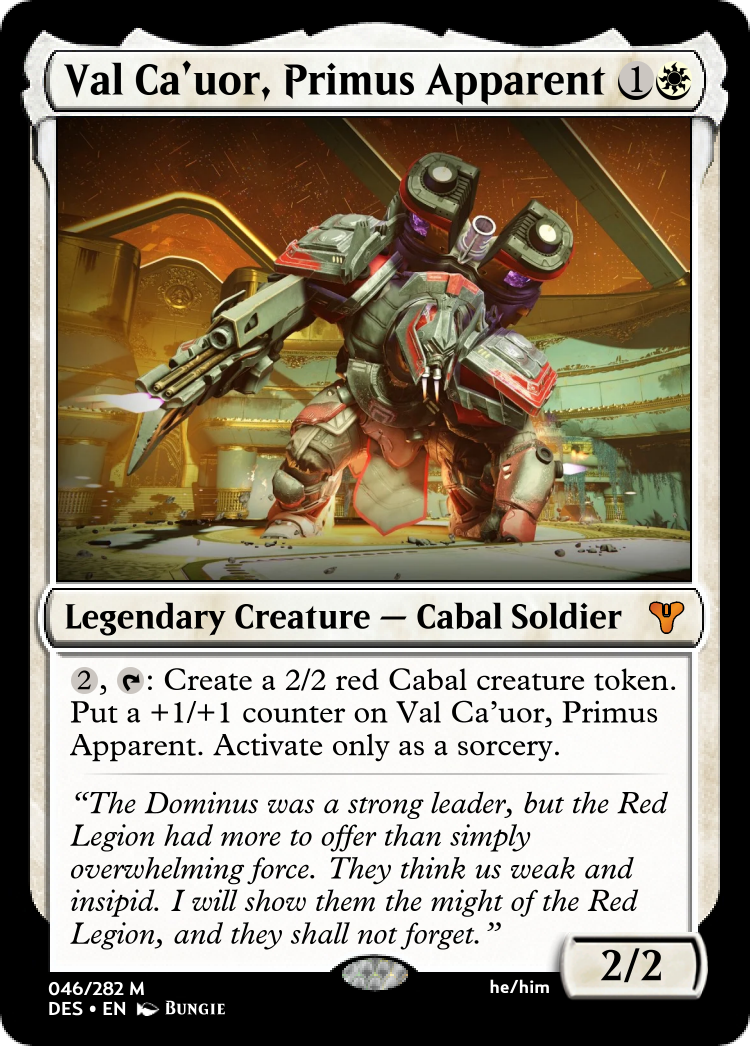 Val Ca'uor, Primus Apparent 1
Legendary Creature — Cabal Soldier
2, : Create a 2/2 red Cabal creature token.
Put a +1/+1 counter on Val Ca'uor, Primus
Apparent. Activate only as a sorcery.
“The Dominus was a strong leader, but the Red
Legion had more to offer than simply
overwhelming force. They think us weak and
insipid. I will show them the might of the Red
Legion, and they shall not forget.”
2/2
046/282 M
he/him
DES • EN Bungie